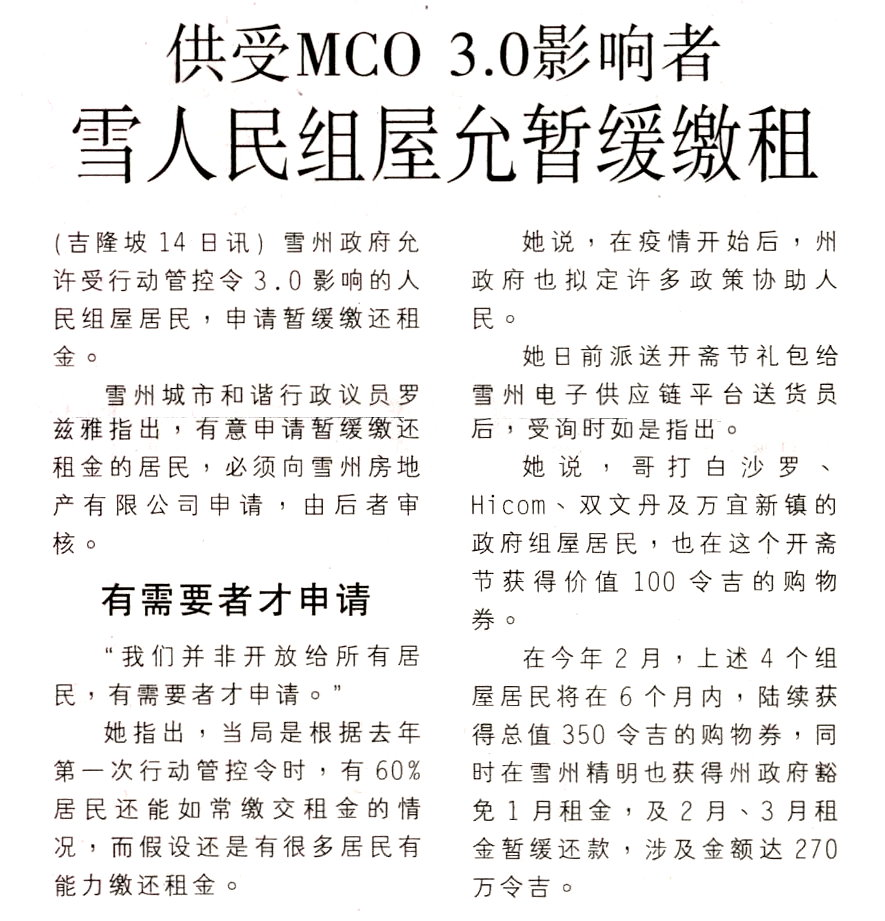 供受MCO 3.0影响者
雪人民组屋允暂缓缴租
(吉隆坡14日讯) 雪州政府允
许受行动管控令3.0影响的人
民组屋居民，申请暂缓缴还租
金。
雪州城市和谐行政议员罗
兹雅指出，有意申请暂缓缴还
租金的居民，必须向雪州房地
产有限公司申请，由后者审
核。
有需要者才申请
“我们并非开放给所有居
民，有需要者才申请。”
她指出，当局是根据去年
第一次行动管控令时，有60%
居民还能如常缴交租金的情
况，而假设还是有很多居民有
能力缴还租金。
她说，在疫情开始后，州
政府也拟定许多政策协助人
民。
她日前派送开斋节礼包给
雪州电子供应链平台送货员
后，受询时如是指出。
她说，哥打白沙罗、
Hicom、双文丹及万宜新镇的
政府组屋居民，也在这个开斋
节获得价值100令吉的购物
券。
在今年2月，上述4个组
屋居民将在6个月内，陆续获
得总值350令吉的购物券，同
时在雪州精明也获得州政府豁
免1月租金，及2月、3月租
金暂缓还款，涉及金额达270
万令吉。